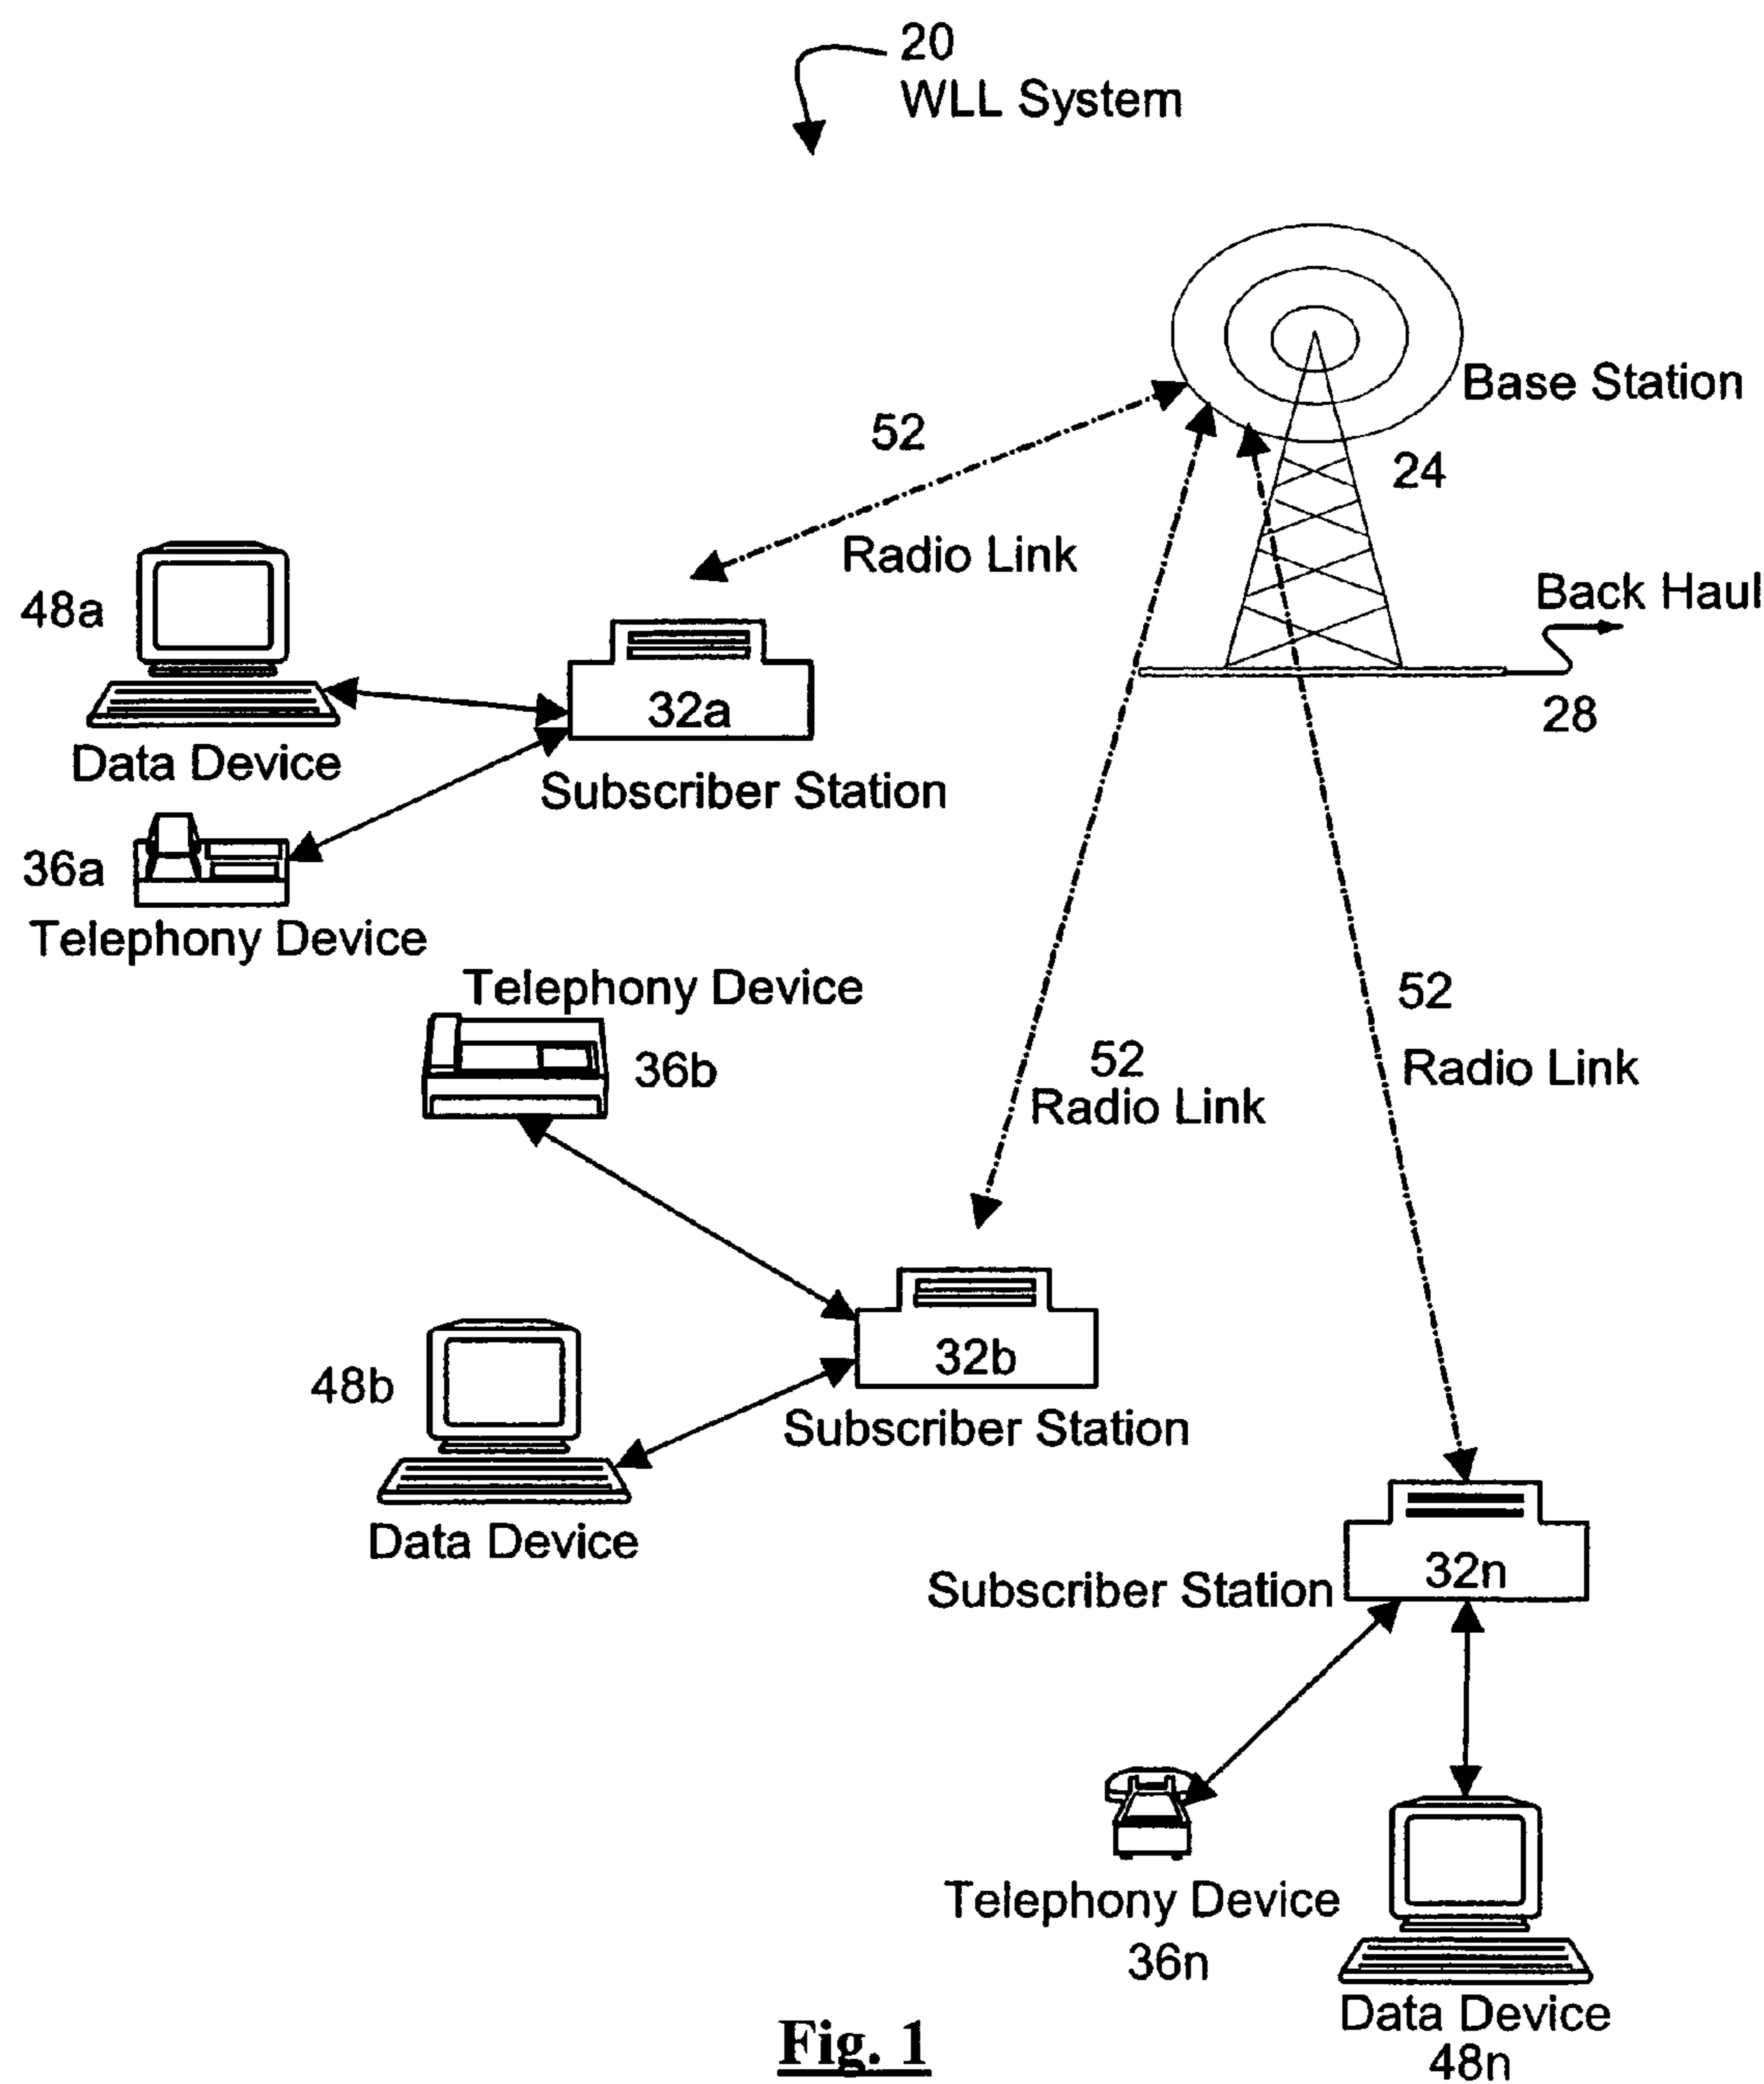 20
WLL System
Base Station
24
52
Radio Link
Back Haul
28
48a
32a
Data Device
Subscriber Station
36a
Telephony Device
Telephony Device
36b
52
Radio Link
52
Radio Link
32b
48b
Subscriber Station
Data Device
32n
Subscriber Station
Telephony Device
36n
Data Device
48n
Fig. 1